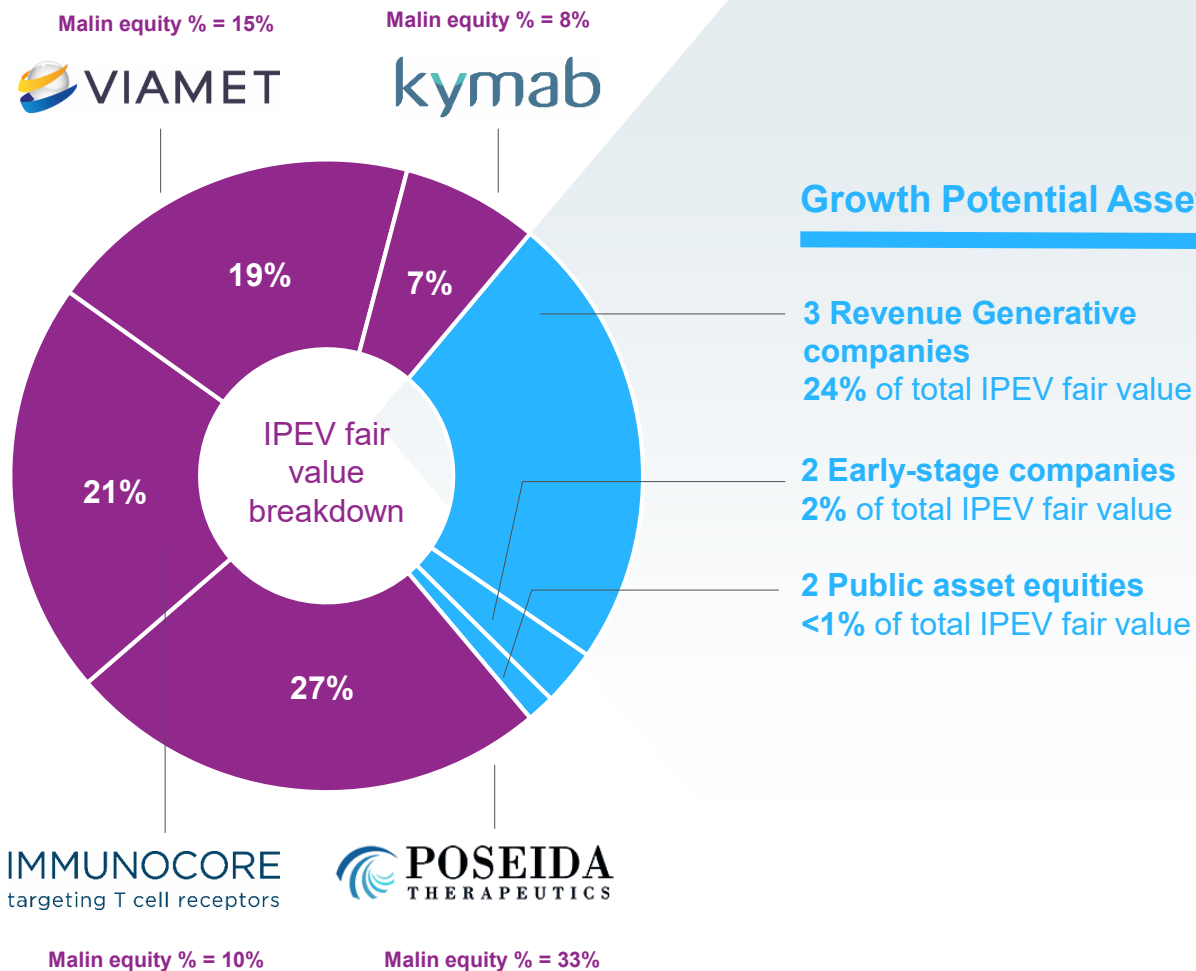 Malin equity % = 15%
Malin equity % = 8%
VIAMET
kymab
19%
7%
21%
27%
IPEV fair
value
breakdown
Growth Potential Asset
3 Revenue Generative
companies
24% of total IPEV fair value
2 Early-stage companies
2% of total IPEV fair value
2 Public asset equities
<1% of total IPEV fair value
IMMUNOCORE
targeting T cell receptors
POSEIDA
THERAPEUTICS
Malin equity % = 10%
Malin equity % = 33%